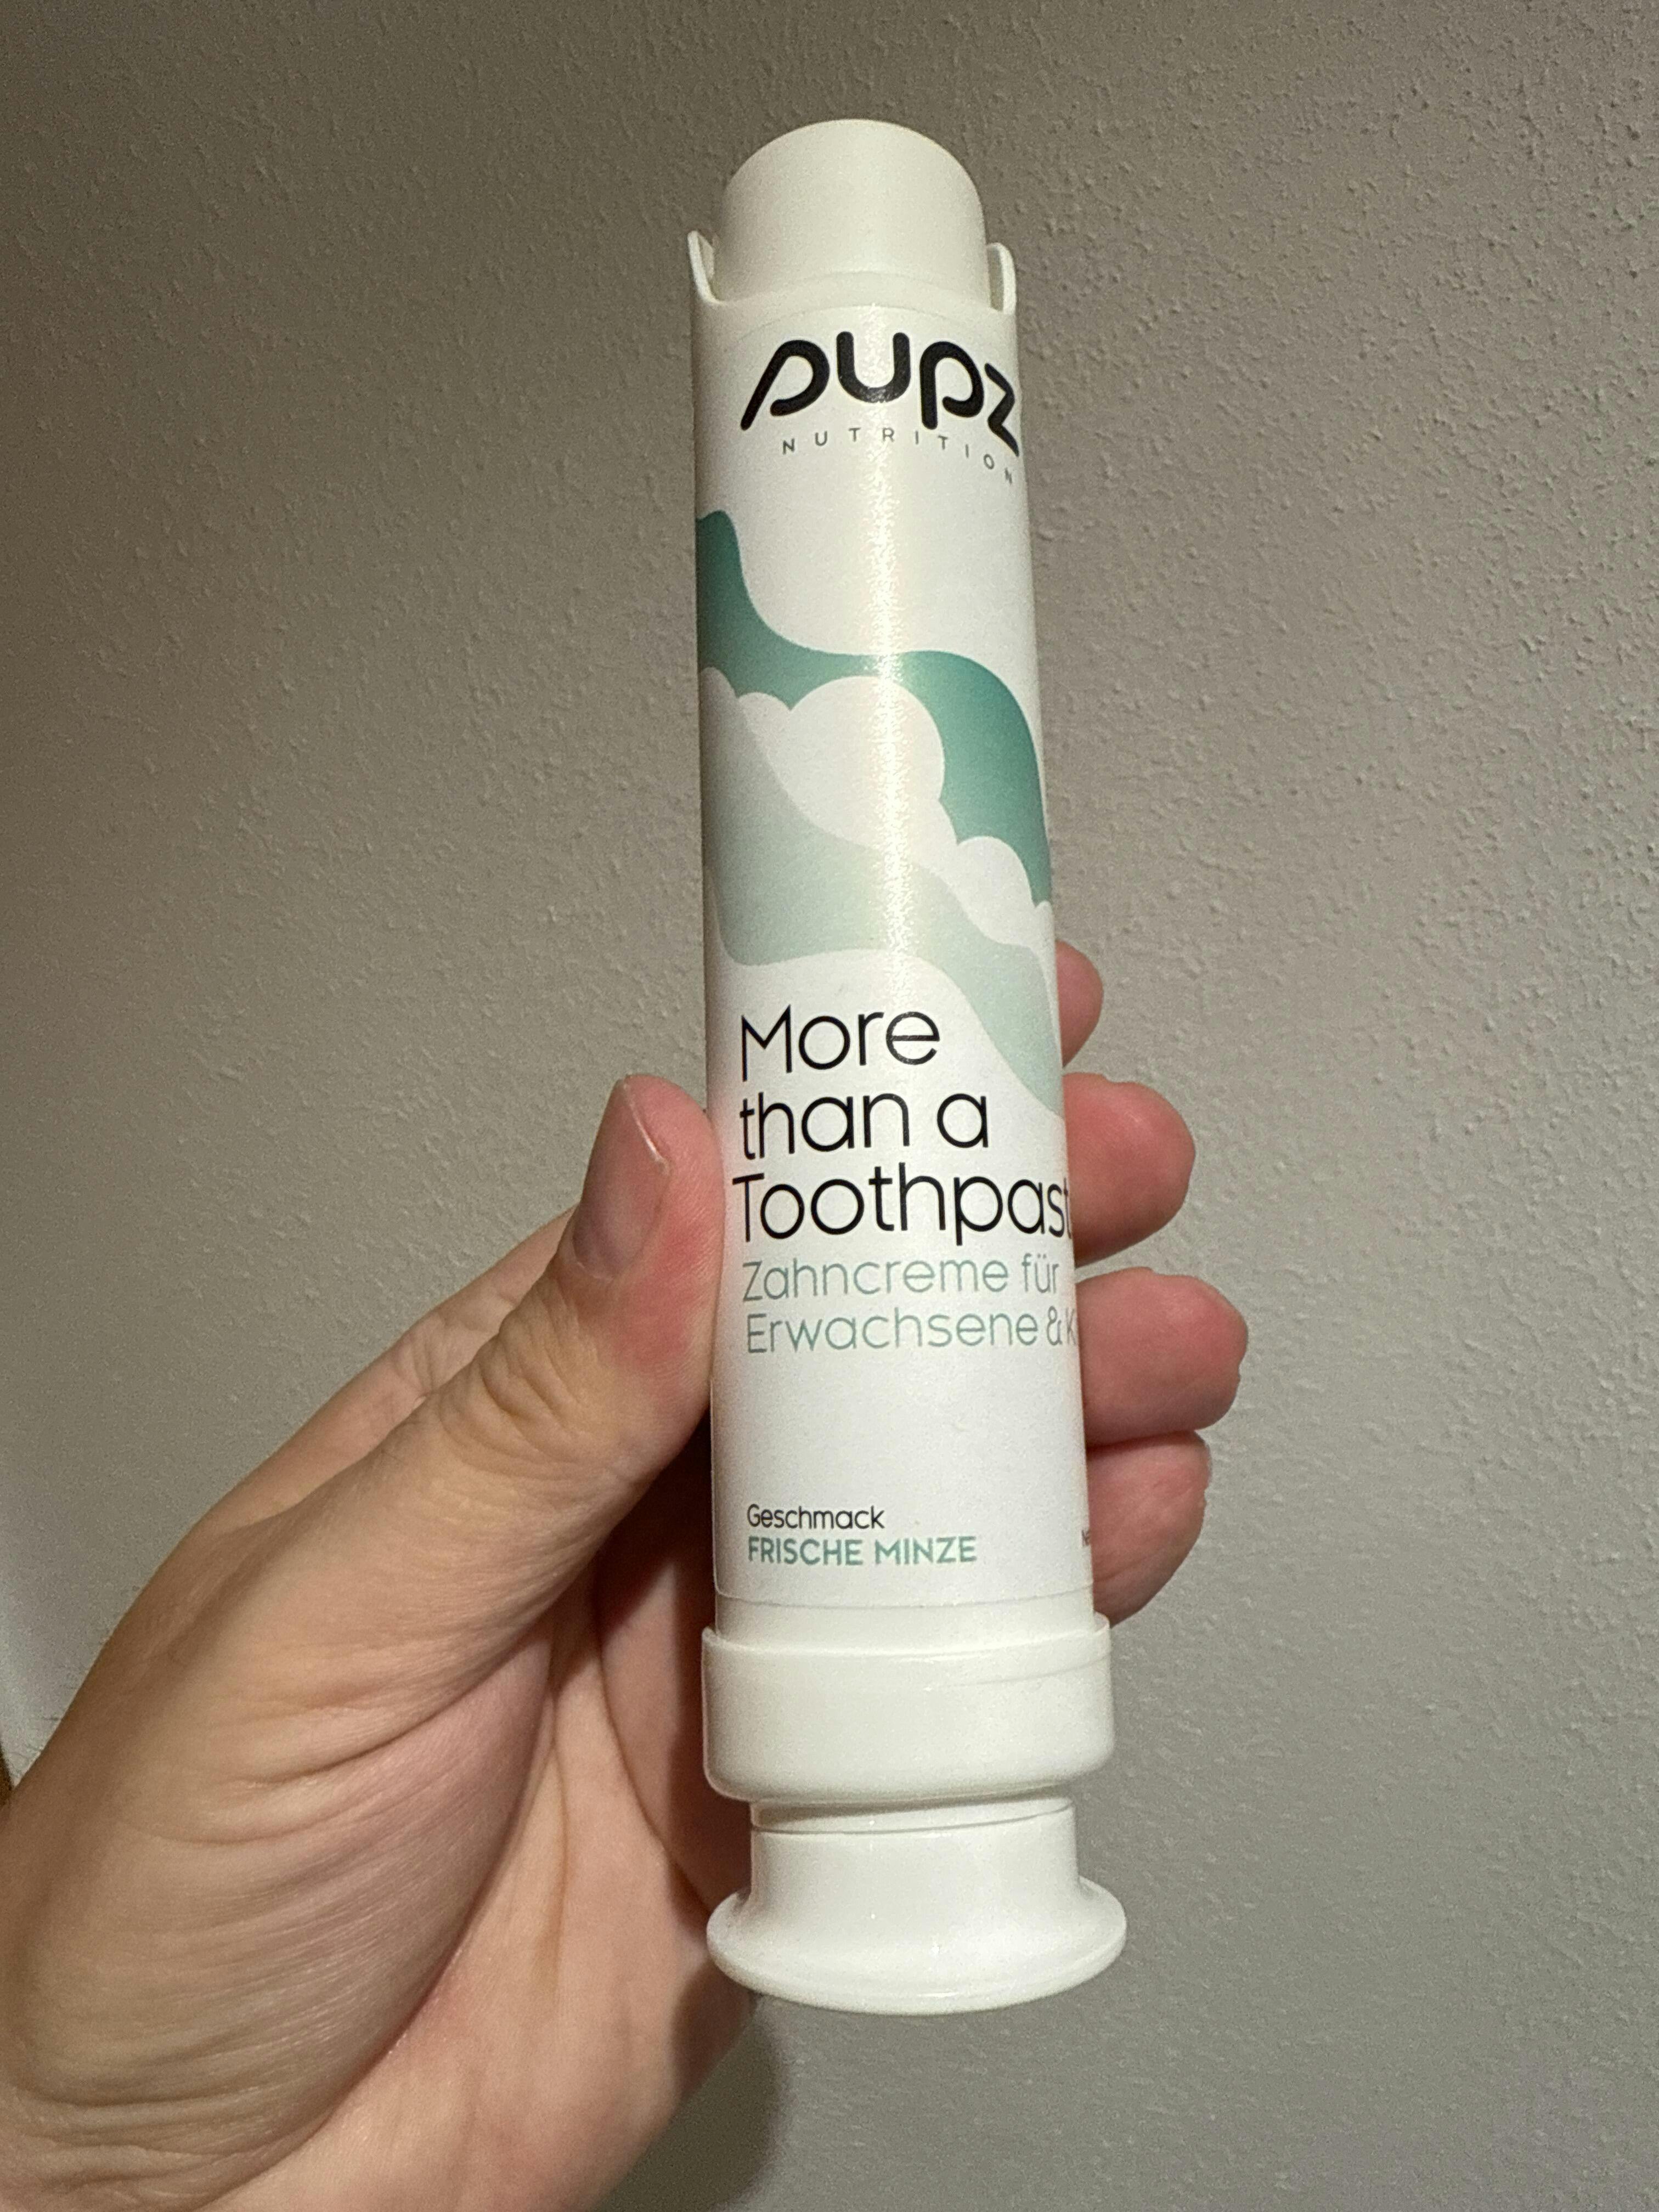 pupz
NUTRITION
More
than a
Toothpast
Zahncreme für
Erwachsene & K
Geschmack
FRISCHE MINZE